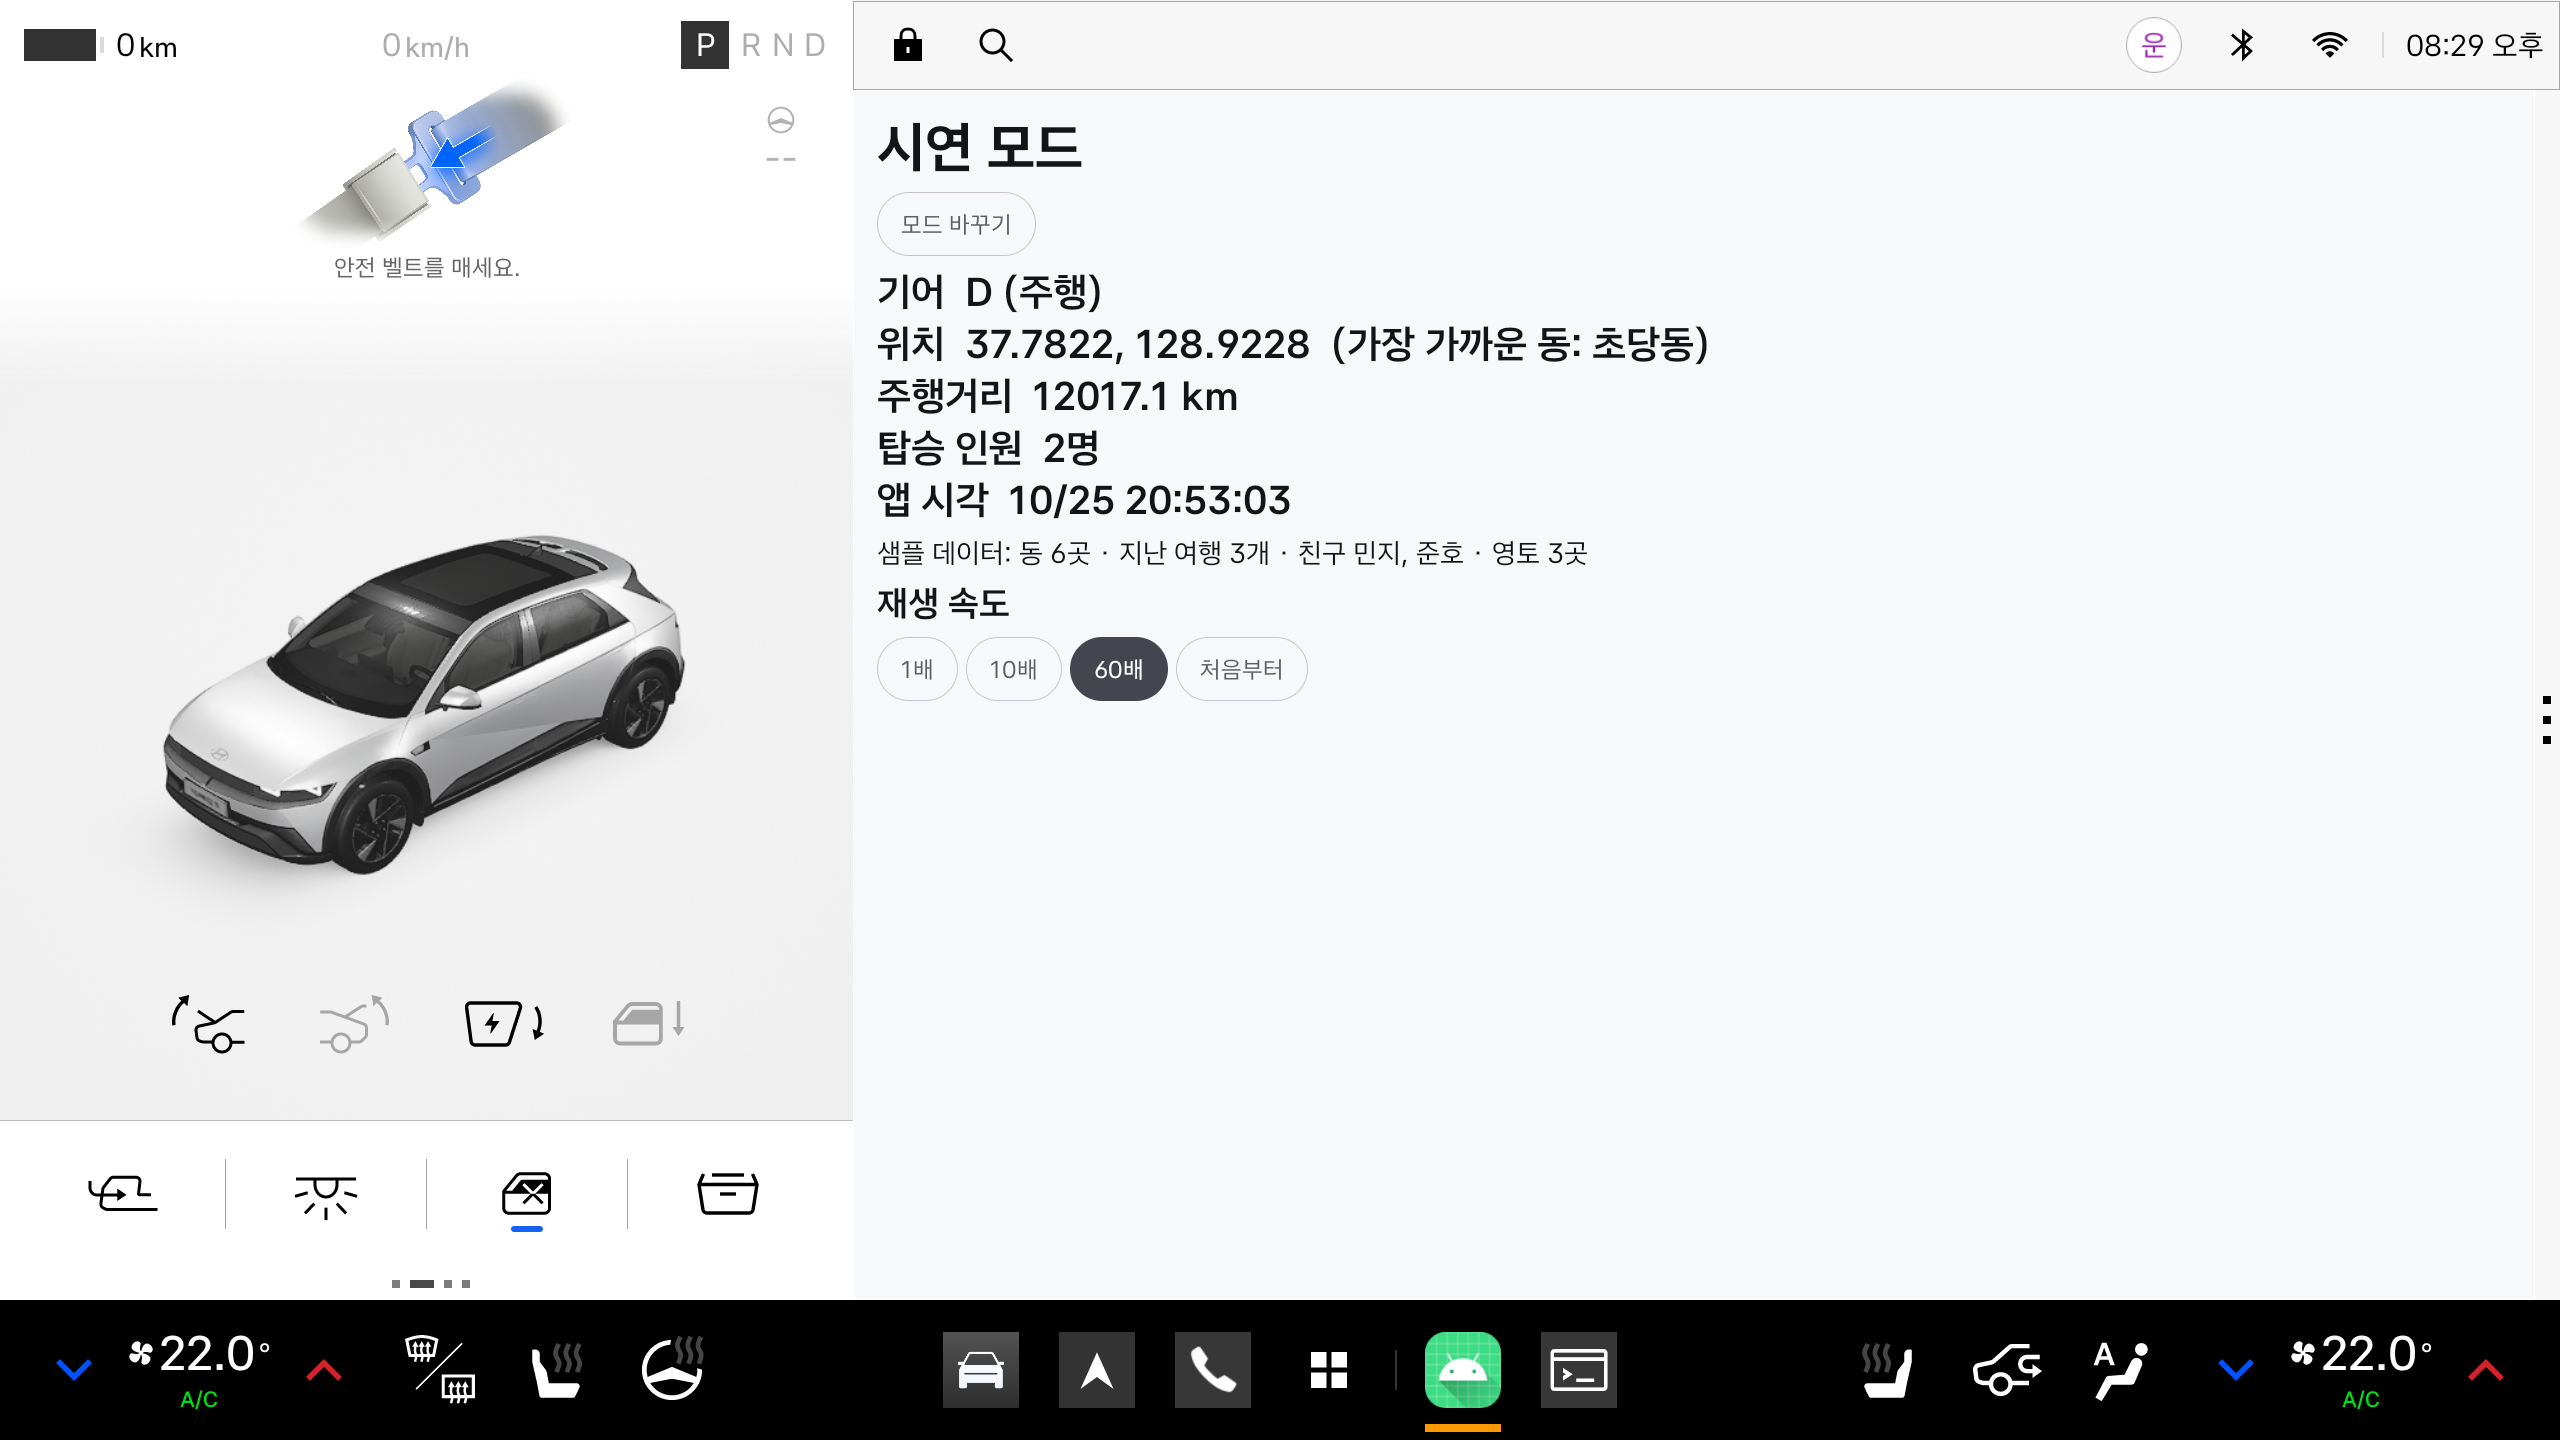 0 km
0 km/h
P R N D
08:29 오후
운
안전 벨트를 매세요.
시연 모드
모드 바꾸기
기어 D (주행)
위치 37.7822, 128.9228 (가장 가까운 동: 초당동)
주행거리 12017.1 km
탑승 인원 2명
앱 시각 10/25 20:53:03
샘플 데이터: 동 6곳 · 지난 여행 3개 · 친구 민지, 준호 · 영토 3곳
재생 속도
1배 10배 60배 처음부터
22.0°
A/C
A
22.0°
A/C